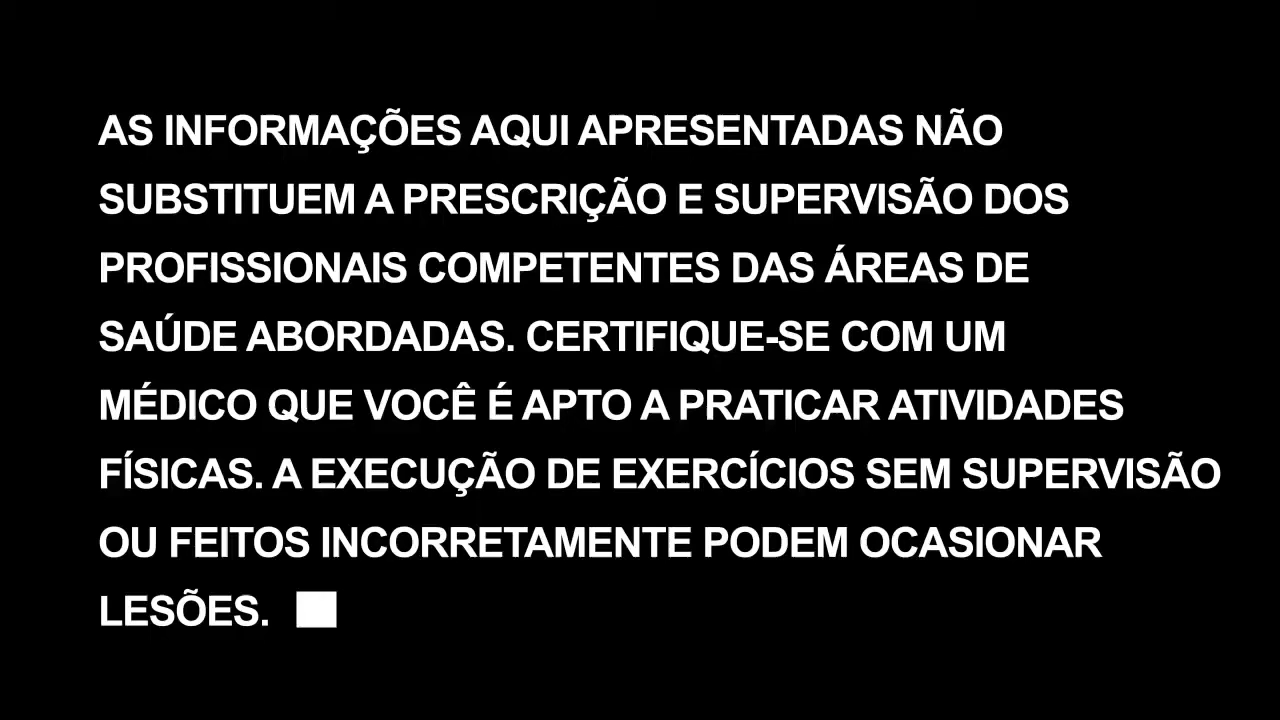 AS INFORMAÇÕES AQUI APRESENTADAS NÃO
SUBSTITUEM A PRESCRIÇÃO E SUPERVISÃO DOS
PROFISSIONAIS COMPETENTES DAS ÁREAS DE
SAÚDE ABORDADAS. CERTIFIQUE-SE COM UM
MÉDICO QUE VOCÊ É APTO A PRATICAR ATIVIDADES
FÍSICAS. A EXECUÇÃO DE EXERCÍCIOS SEM SUPERVISÃO
OU FEITOS INCORRETAMENTE PODEM OCASIONAR
LESÕES.